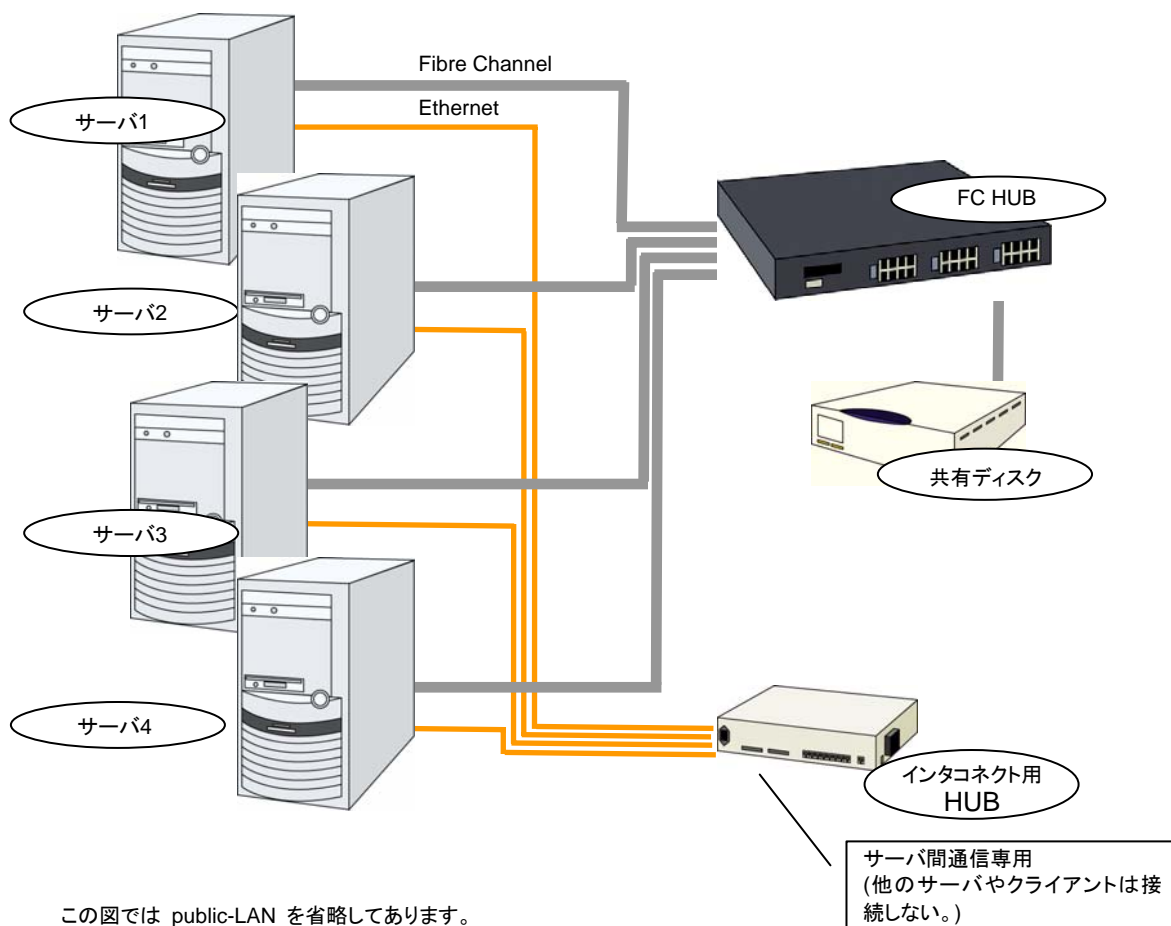 Fibre Channel
Ethernet
サーバ1
FC HUB
サーバ2
共有ディスク
サーバ3
サーバ4
インタコネクト用
HUB
サーバ間通信専用
(他のサーバやクライアントは接
続しない。)
この図では public-LAN を省略してあります。